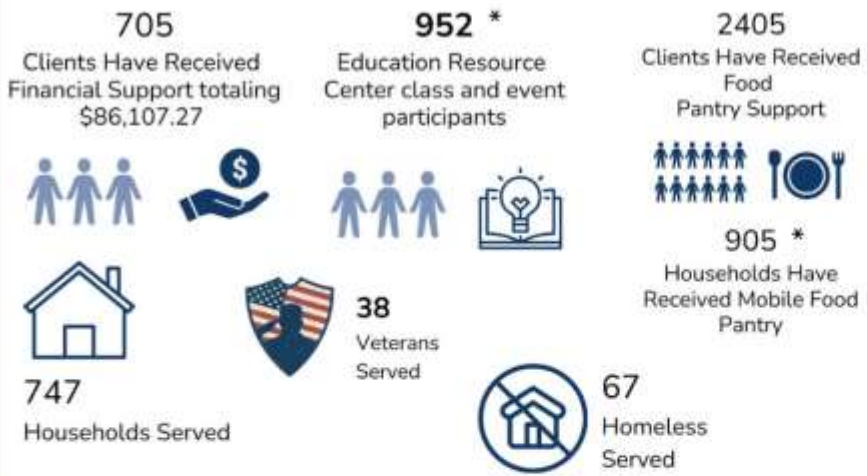 705
Clients Have Received
Financial Support totaling
$86,107.27
952 *
Education Resource
Center class and event
participants
2405
Clients Have Received
Food
Pantry Support
$
905 *
Households Have
Received Mobile Food
Pantry
747
Households Served
38
Veterans
Served
67
Homeless
Served